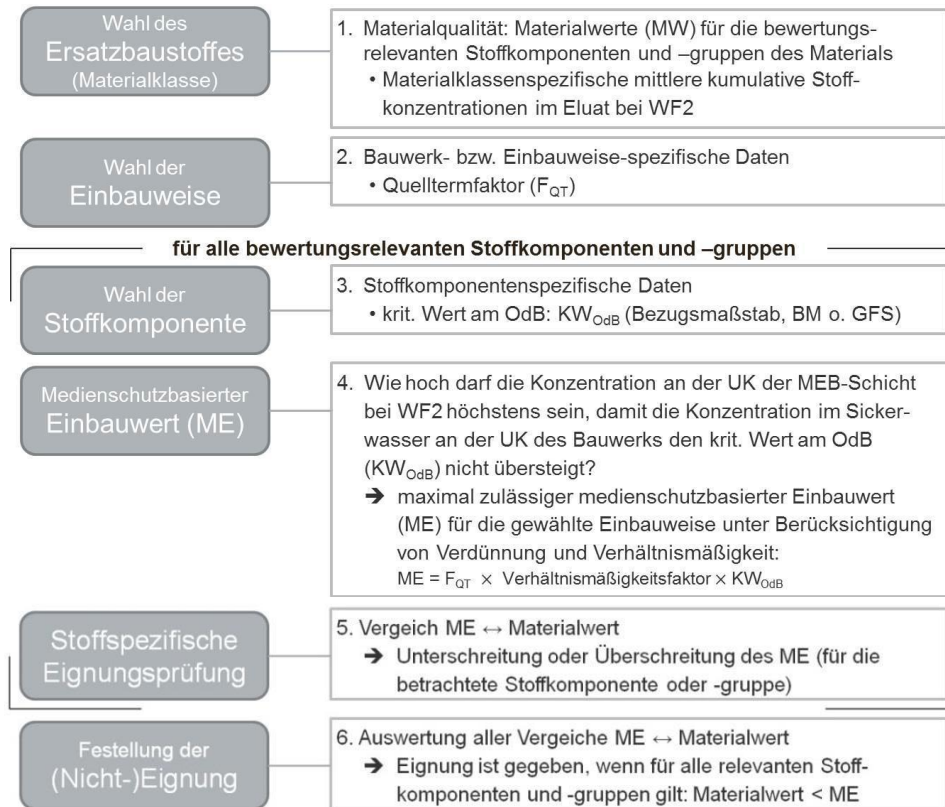 Wahl des
Ersatzbaustoffes
(Materialklasse)
1. Materialqualität: Materialwerte (MW) für die bewertungs-
relevanten Stoffkomponenten und –gruppen des Materials
• Materialklassenspezifische mittlere kumulative Stoff-
konzentrationen im Eluat bei WF2
Wahl der
Einbauweise
2. Bauwerk- bzw. Einbauweise-spezifische Daten
• Quelltermfaktor (F_QT)
für alle bewertungsrelevanten Stoffkomponenten und –gruppen
Wahl der
Stoffkomponente
3. Stoffkomponentenspezifische Daten
• krit. Wert am OdB: KW_OdB (Bezugsmaßstab, BM o. GFS)
Medienschutzbasierter
Einbauwert (ME)
4. Wie hoch darf die Konzentration an der UK der MEB-Schicht
bei WF2 höchstens sein, damit die Konzentration im Sicker-
wasser an der UK des Bauwerks den krit. Wert am OdB
(KW_OdB) nicht übersteigt?
➔ maximal zulässiger medienschutzbasierter Einbauwert
(ME) für die gewählte Einbauweise unter Berücksichtigung
von Verdünnung und Verhältnismäßigkeit:
ME = F_QT × Verhältnismäßigkeitsfaktor × KW_OdB
Stoffspezifische
Eignungsprüfung
5. Vergeich ME ↔ Materialwert
➔ Unterschreitung oder Überschreitung des ME (für die
betrachtete Stoffkomponente oder -gruppe)
Festellung der
(Nicht-)Eignung
6. Auswertung aller Vergeiche ME ↔ Materialwert
➔ Eignung ist gegeben, wenn für alle relevanten Stoff-
komponenten und -gruppen gilt: Materialwert < ME